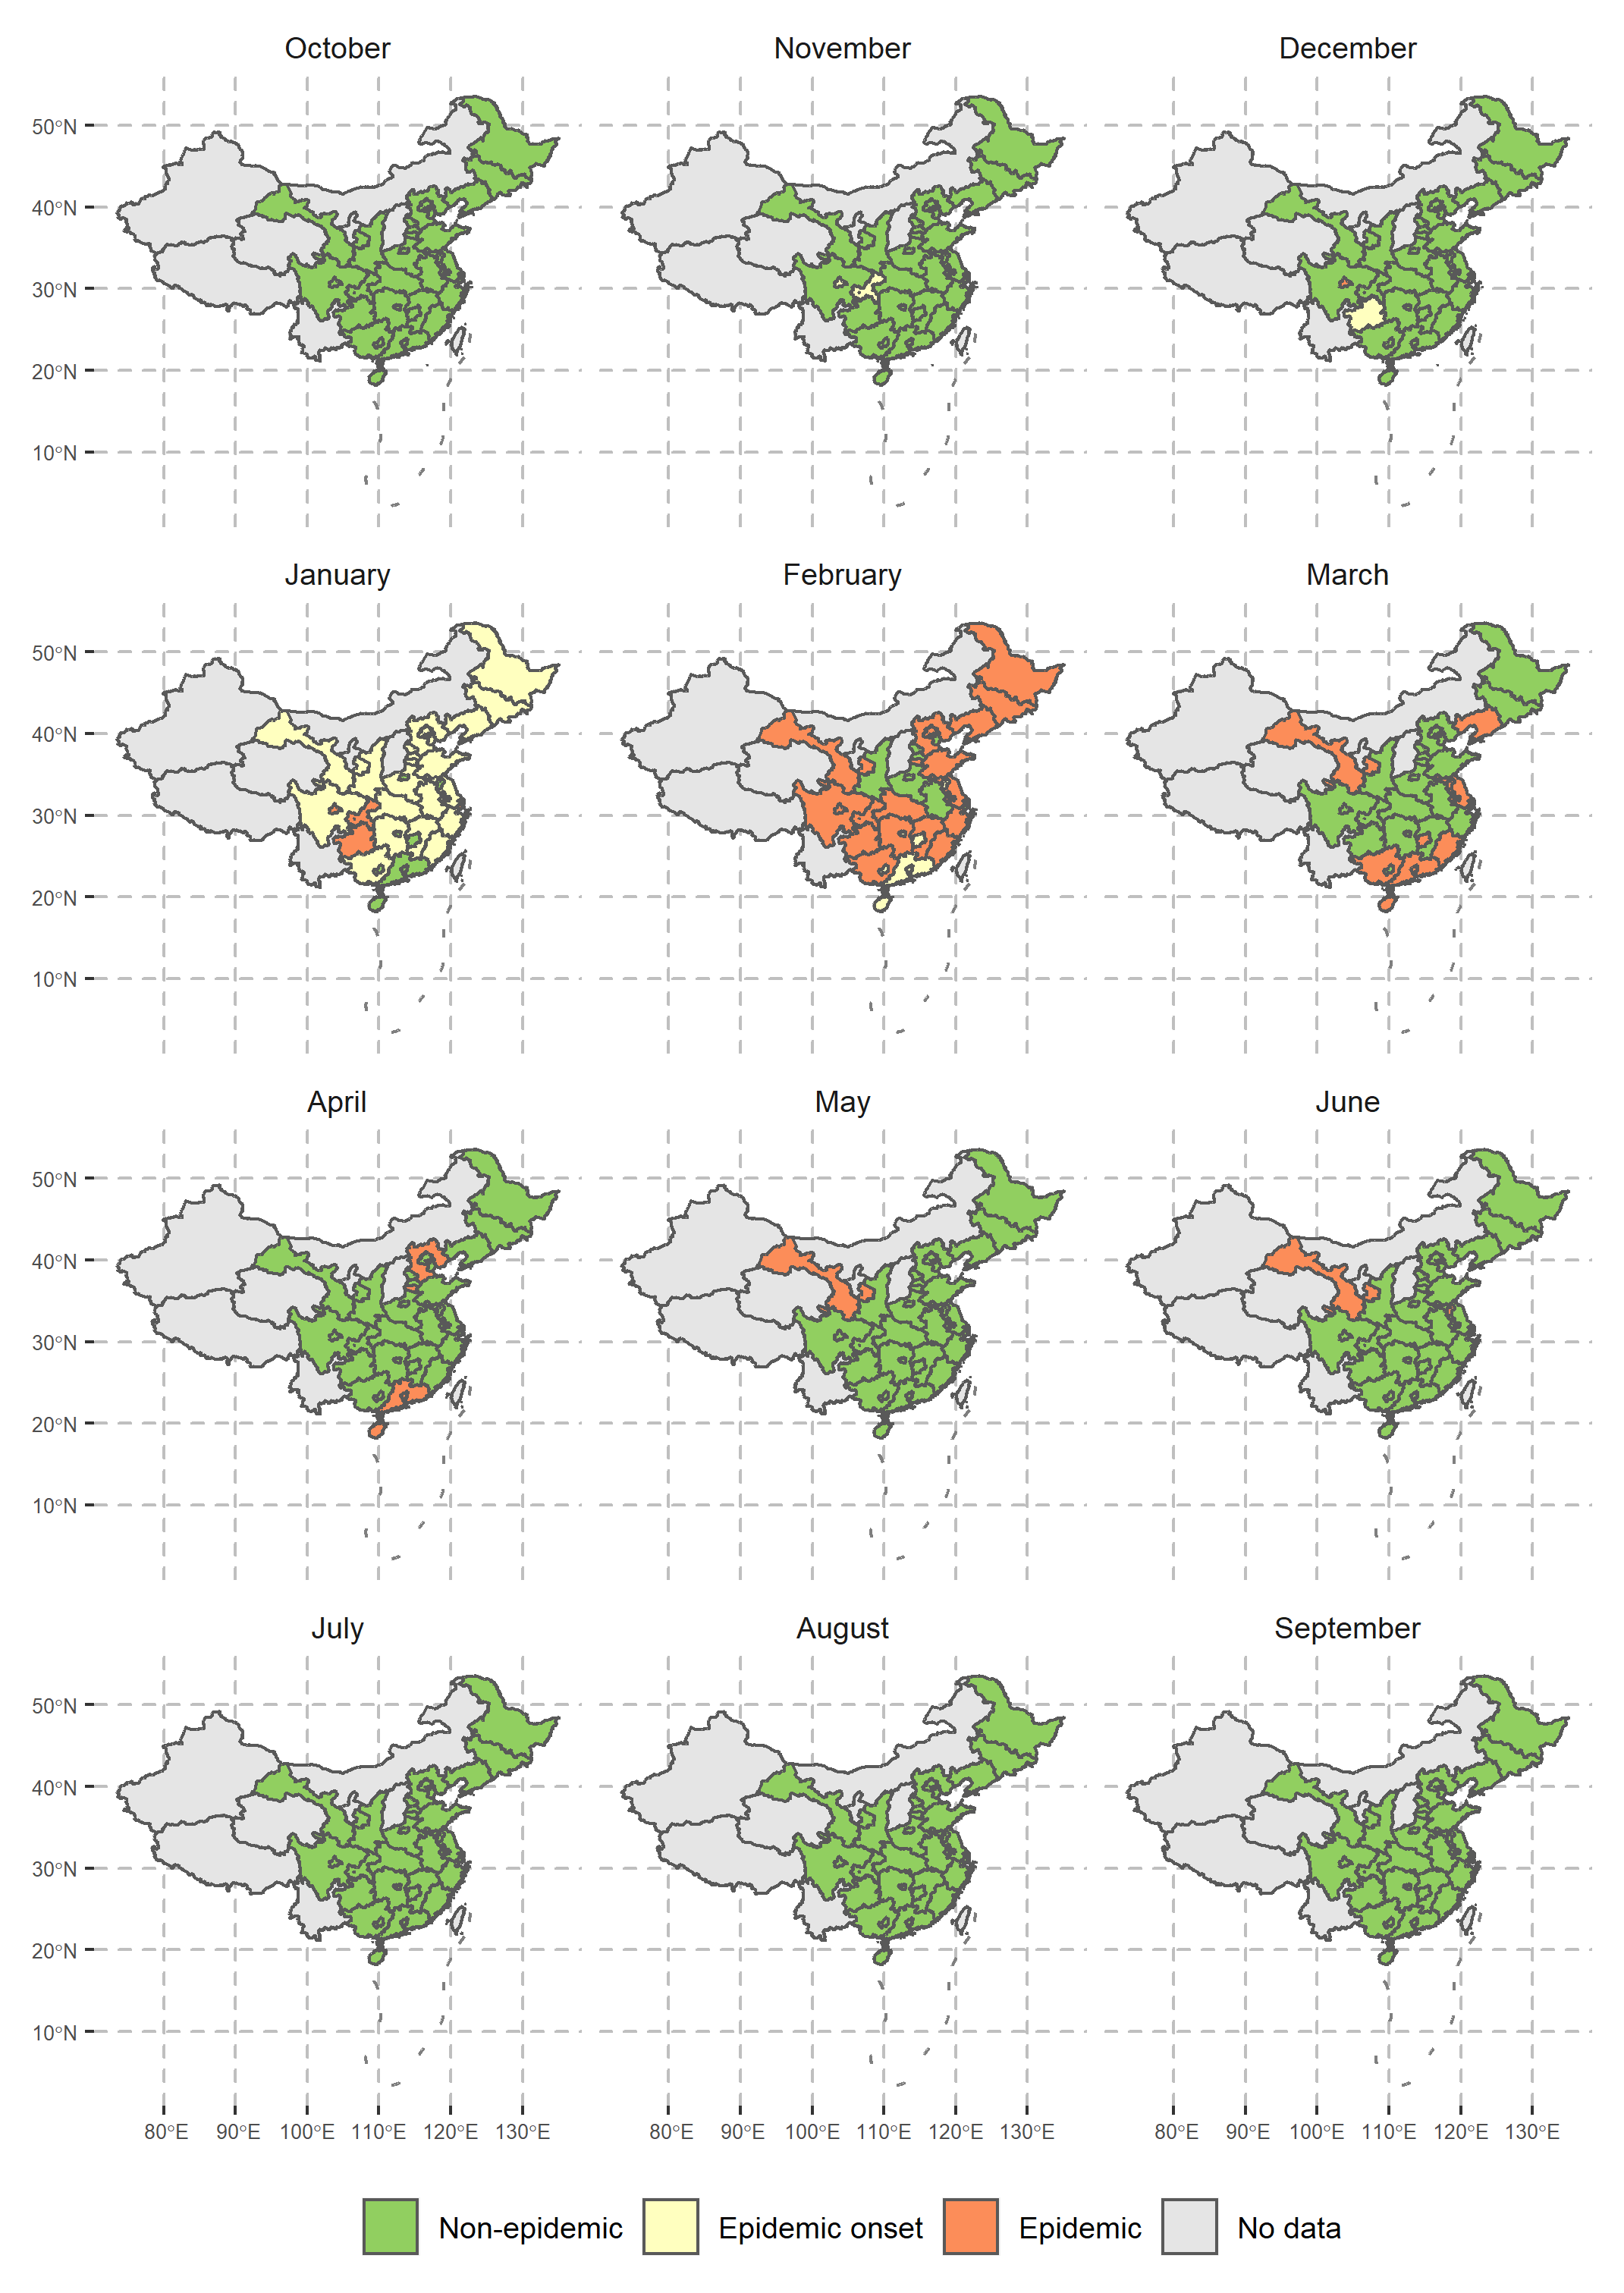 October November December
50°N
40°N
30°N
20°N
10°N
January February March
50°N
40°N
30°N
20°N
10°N
April May June
50°N
40°N
30°N
20°N
10°N
July August September
50°N
40°N
30°N
20°N
10°N
80°E 90°E 100°E 110°E 120°E 130°E 80°E 90°E 100°E 110°E 120°E 130°E 80°E 90°E 100°E 110°E 120°E 130°E
Non-epidemic Epidemic onset Epidemic No data